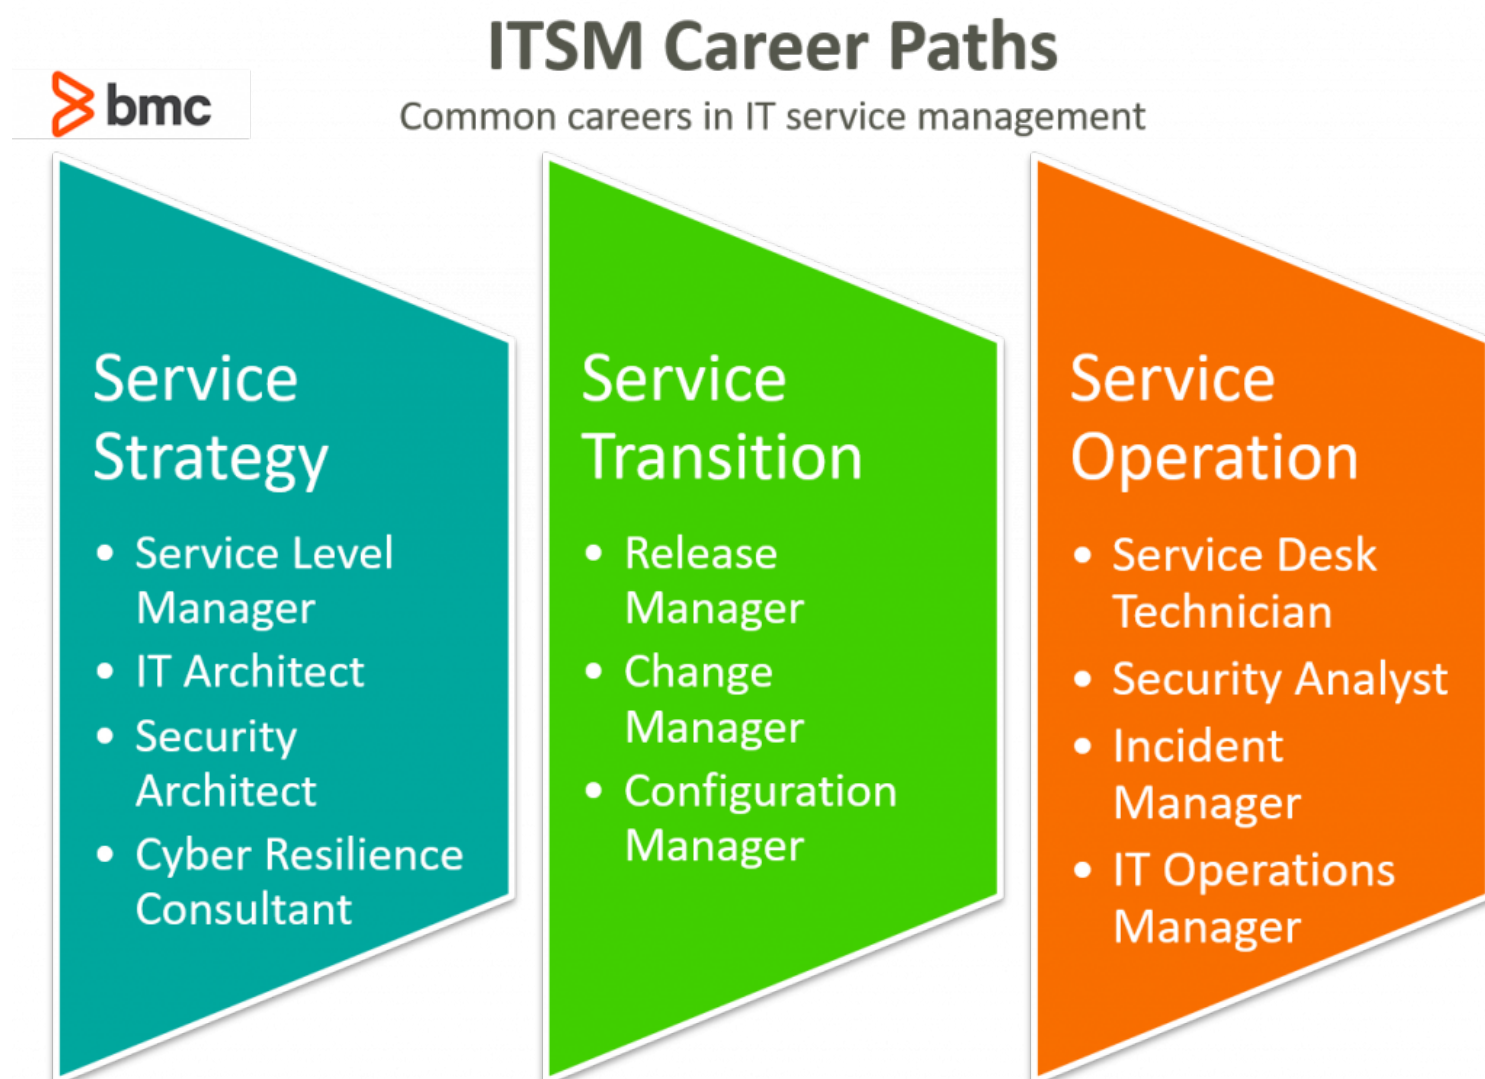 ITSM Career Paths
bmc
Common careers in IT service management
Service
Strategy
• Service Level
Manager
• IT Architect
• Security
Architect
• Cyber Resilience
Consultant
Service
Transition
• Release
Manager
• Change
Manager
• Configuration
Manager
Service
Operation
• Service Desk
Technician
• Security Analyst
• Incident
Manager
• IT Operations
Manager